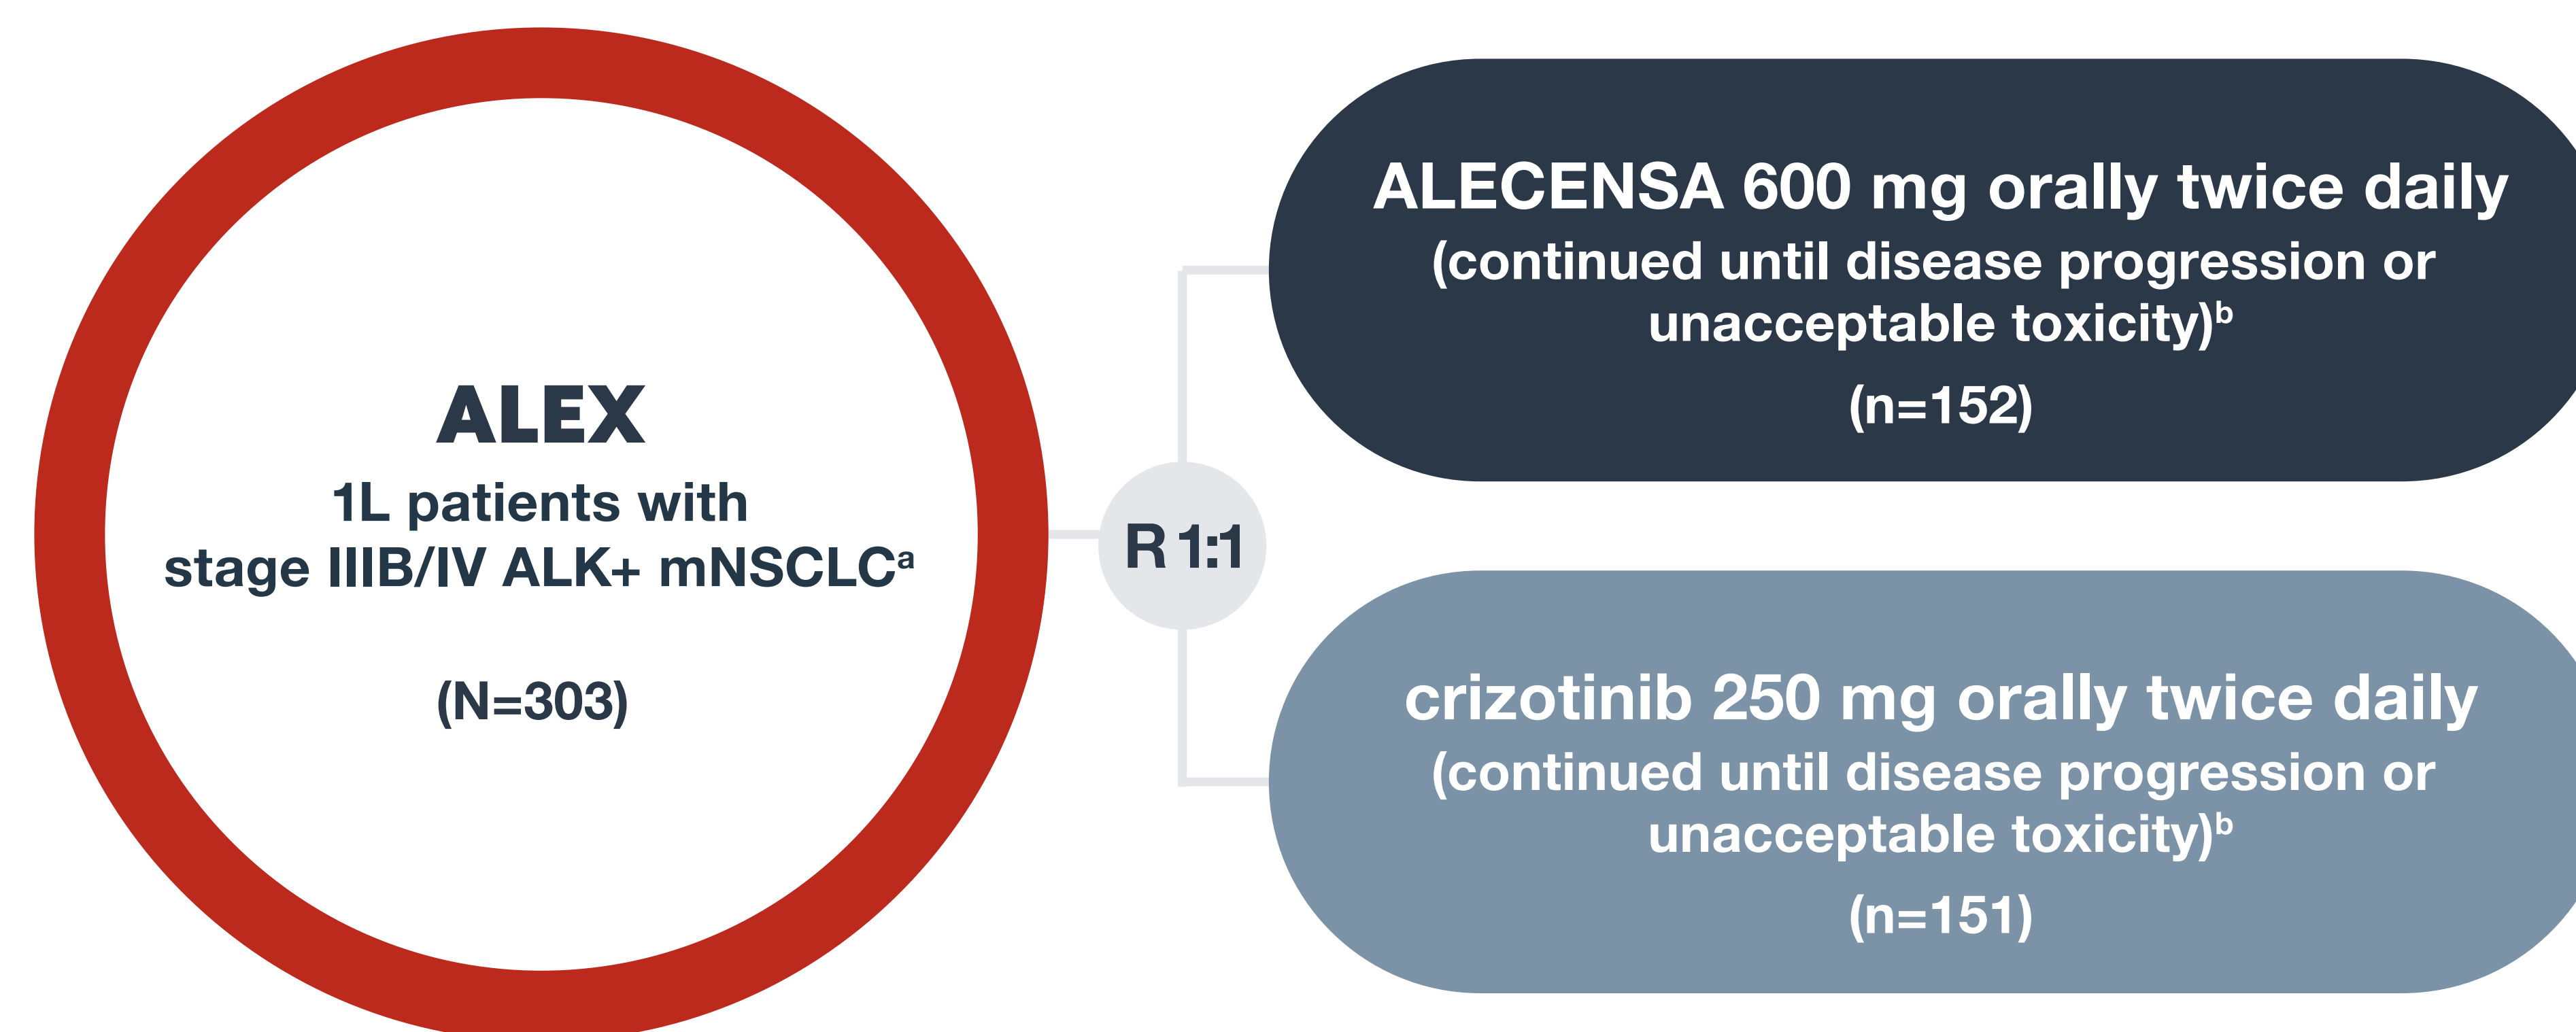 ALEX
1L patients with
stage IIIB/IV ALK+ mNSCLCᵃ
(N=303)
R 1:1
ALECENSA 600 mg orally twice daily
(continued until disease progression or
unacceptable toxicity)ᵇ
(n=152)
crizotinib 250 mg orally twice daily
(continued until disease progression or
unacceptable toxicity)ᵇ
(n=151)